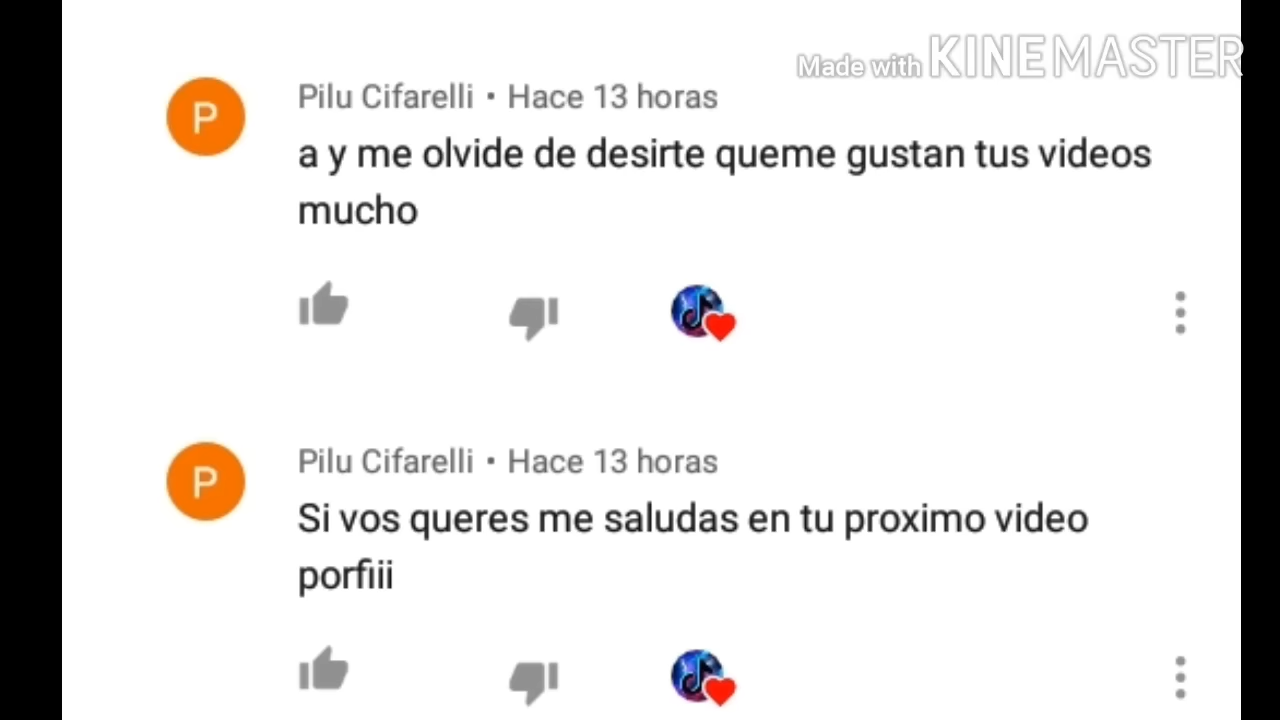 Made with KINEMASTER
P
Pilu Cifarelli • Hace 13 horas
a y me olvide de desirte queme gustan tus videos
mucho
P
Pilu Cifarelli • Hace 13 horas
Si vos queres me saludas en tu proximo video
porfiii